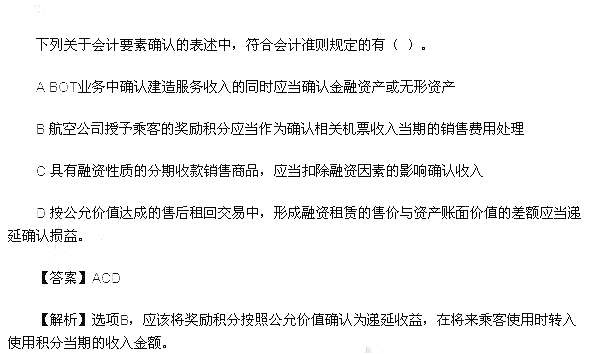 下列关于会计要素确认的表述中，符合会计准则规定的有（ ）。
A BOT业务中确认建造服务收入的同时应当确认金融资产或无形资产
B 航空公司授予乘客的奖励积分应当作为确认相关机票收入当期的销售费用处理
C 具有融资性质的分期收款销售商品，应当扣除融资因素的影响确认收入
D 按公允价值达成的售后租回交易中，形成融资租赁的售价与资产账面价值的差额应当递
延确认损益。
【答案】ACD
【解析】选项B，应该将奖励积分按照公允价值确认为递延收益，在将来乘客使用时转入
使用积分当期的收入金额。